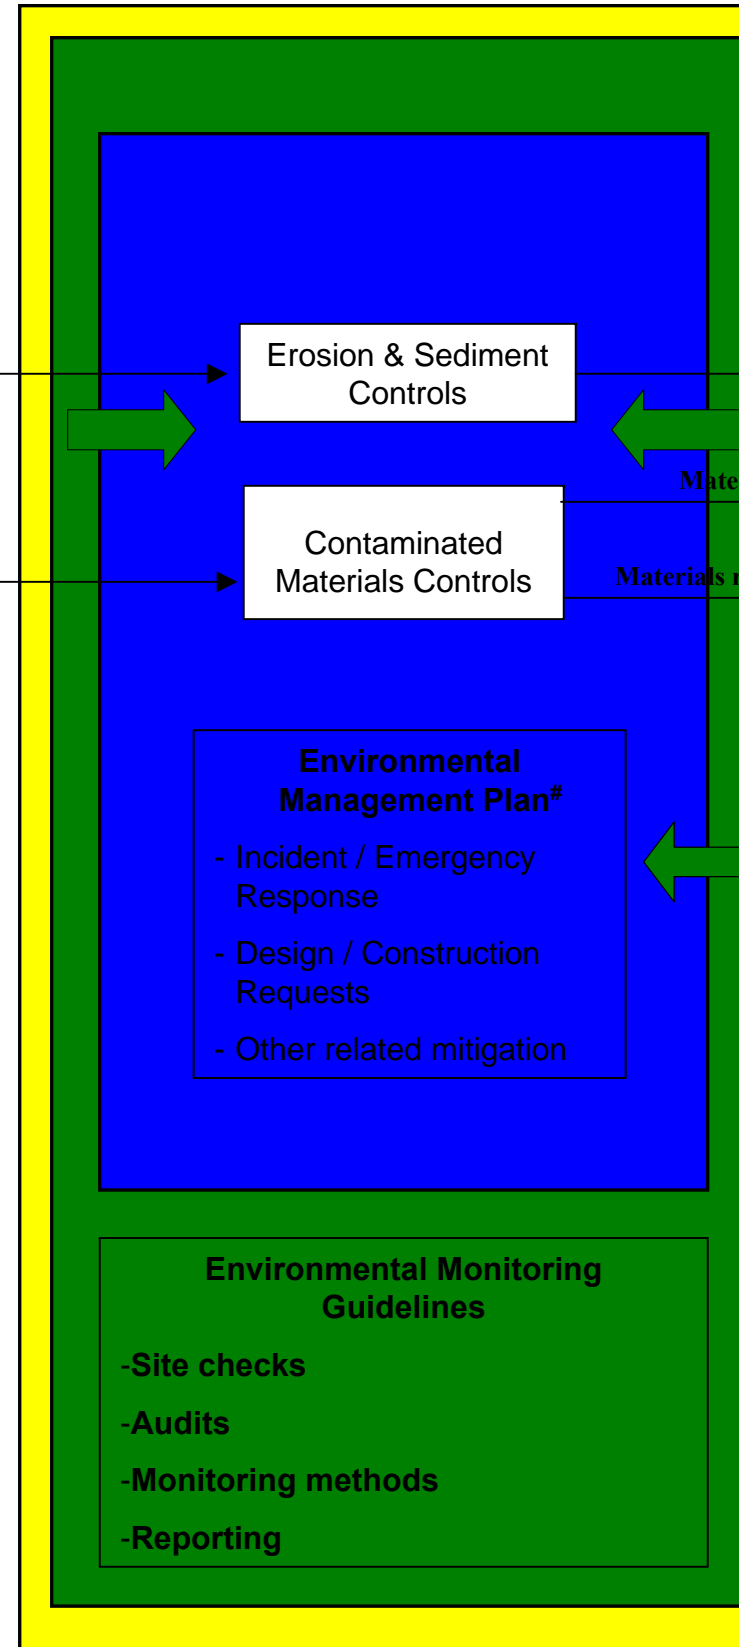 Erosion & Sediment
Controls
Contaminated
Materials Controls
Materials
Environmental
Management Plan#
- Incident / Emergency
Response
- Design / Construction
Requests
- Other related mitigation
Environmental Monitoring
Guidelines
-Site checks
-Audits
-Monitoring methods
-Reporting